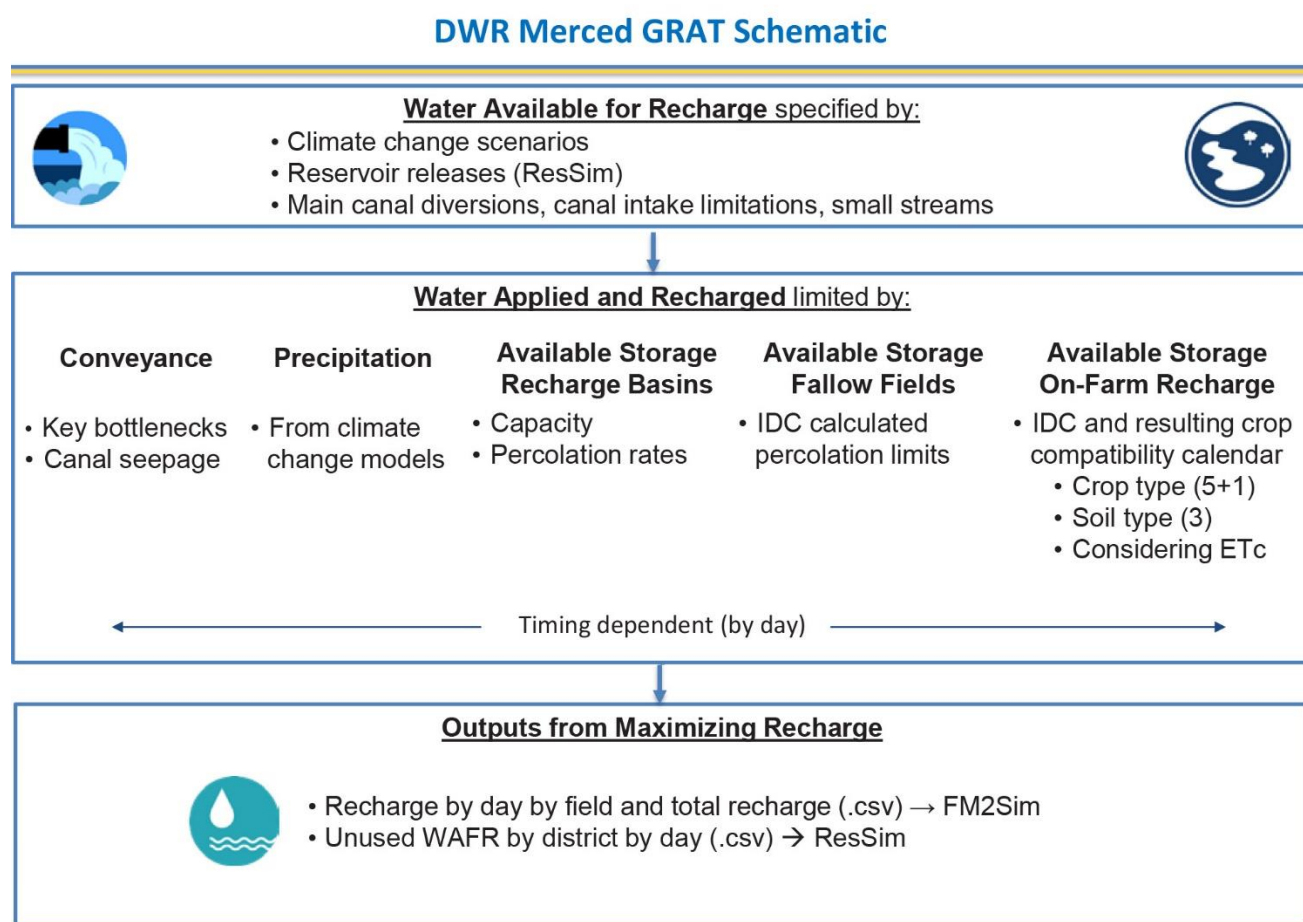 DWR Merced GRAT Schematic
Water Available for Recharge specified by:
• Climate change scenarios
• Reservoir releases (ResSim)
• Main canal diversions, canal intake limitations, small streams
Water Applied and Recharged limited by:
Conveyance
• Key bottlenecks
• Canal seepage
Precipitation
• From climate
change models
Available Storage
Recharge Basins
• Capacity
• Percolation rates
Available Storage
Fallow Fields
• IDC calculated
percolation limits
Available Storage
On-Farm Recharge
• IDC and resulting crop
compatibility calendar
• Crop type (5+1)
• Soil type (3)
• Considering ETc
Timing dependent (by day)
Outputs from Maximizing Recharge
• Recharge by day by field and total recharge (.csv) → FM2Sim
• Unused WAFR by district by day (.csv) → ResSim